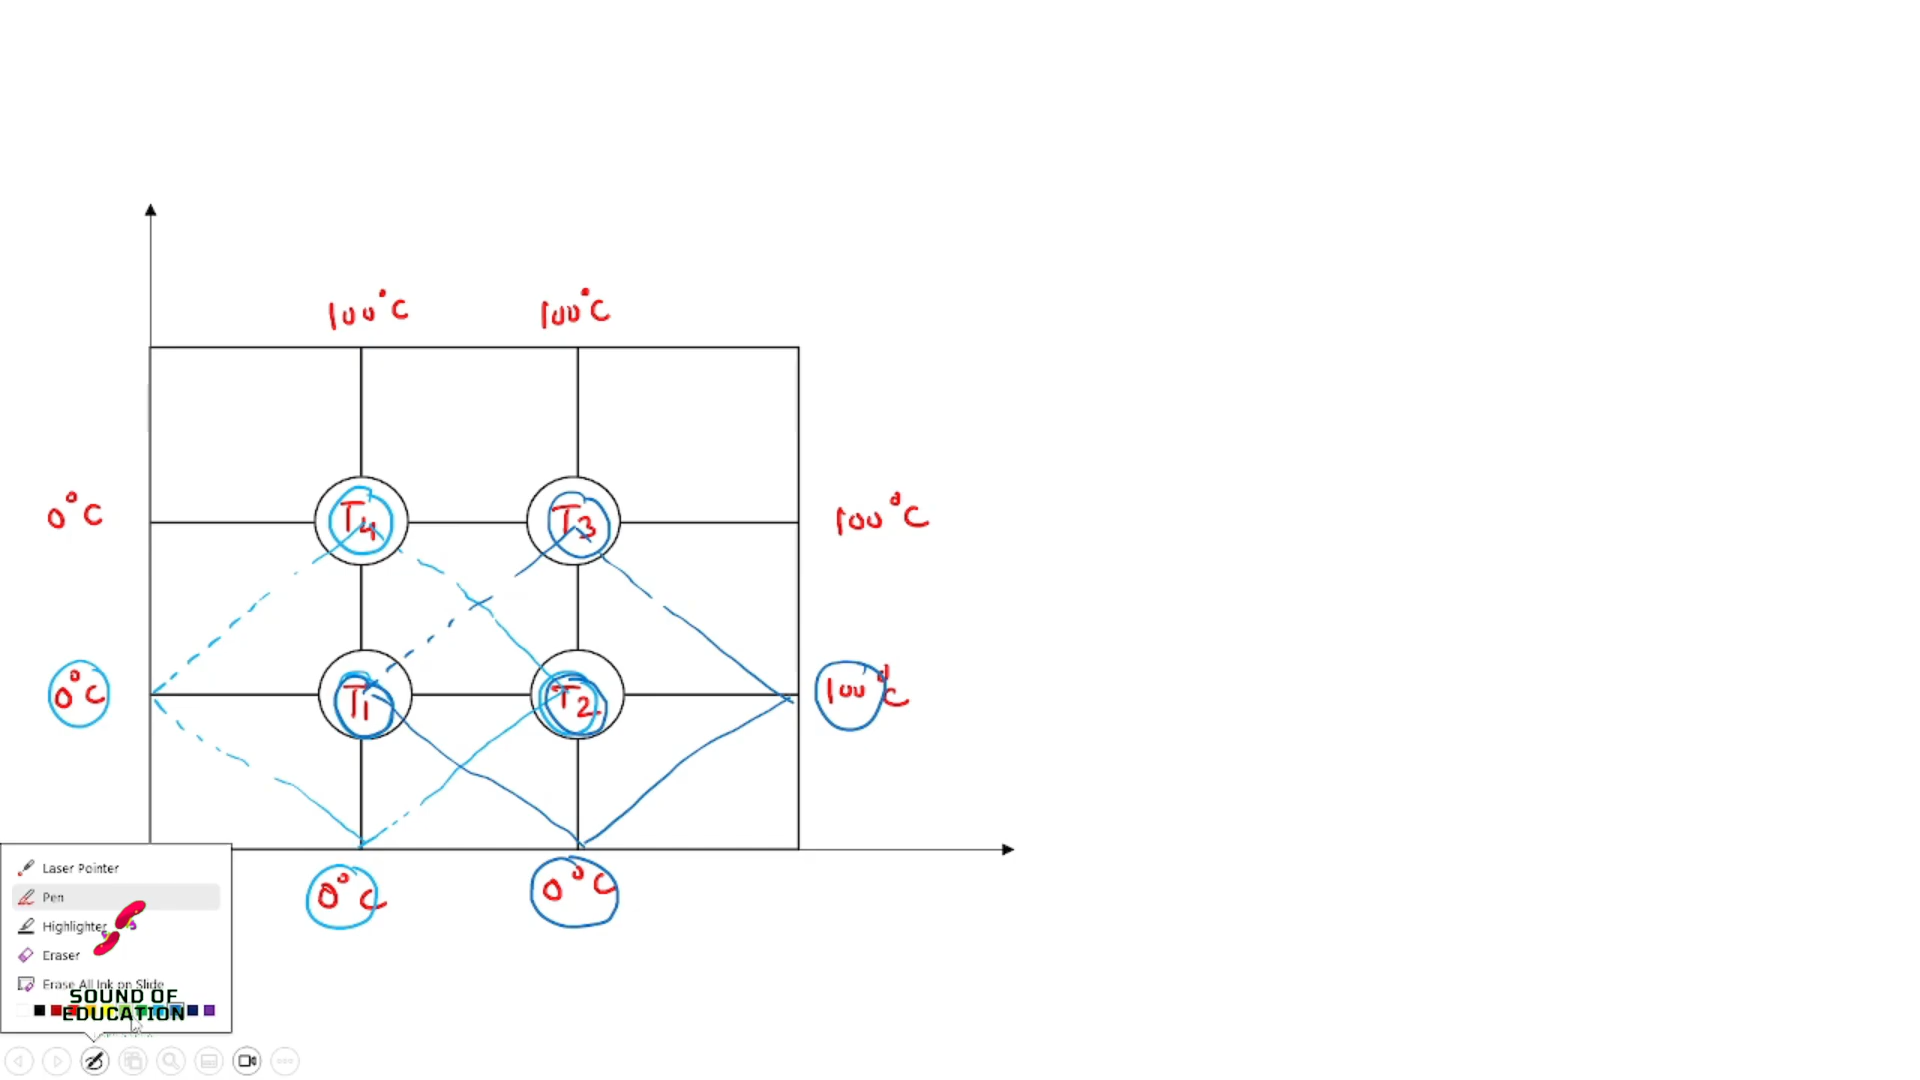 100°C 100°C
0°C T4 T3 100°C
0°C T1 T2 100°C
0°C 0°C
Laser Pointer
Pen
Highlighter
Eraser
Erase All Ink on Slide
SOUND OF
EDUCATION